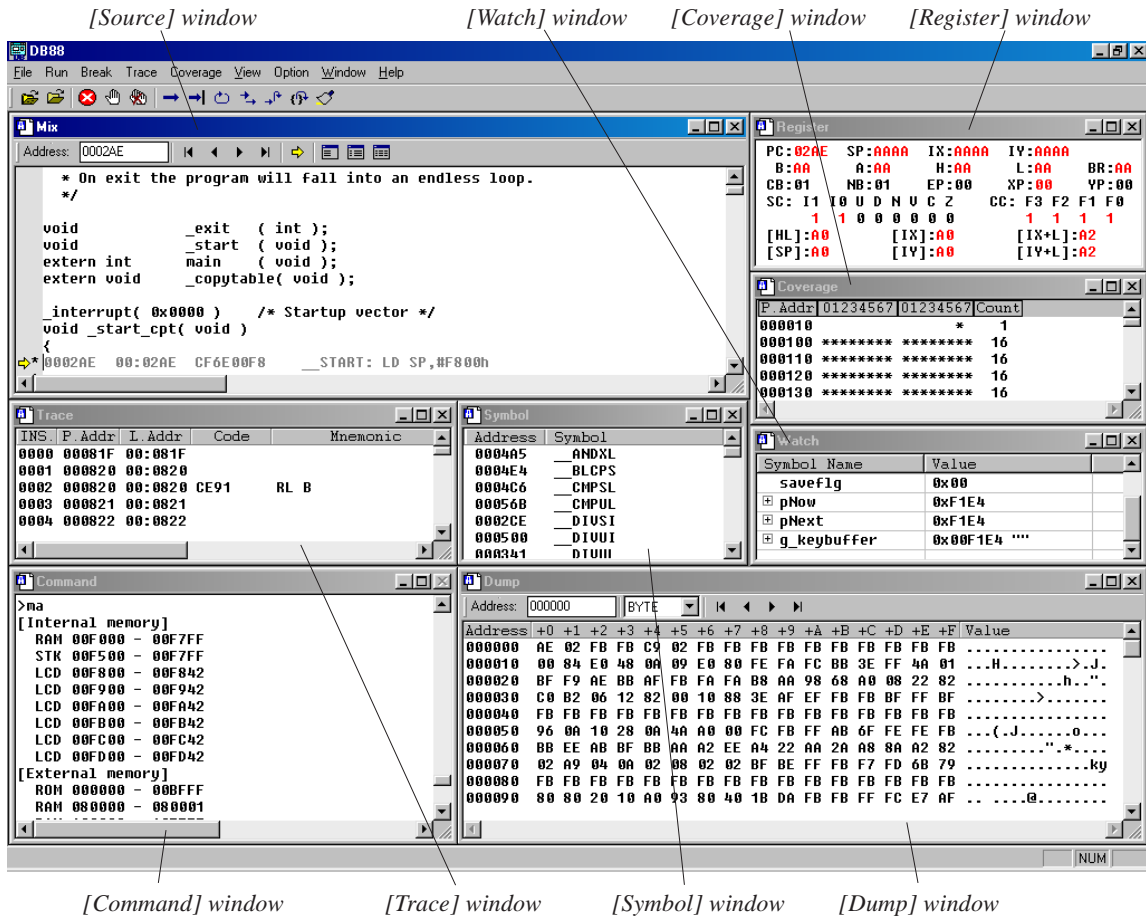 [Source] window [Watch] window [Coverage] window [Register] window
DB88
File Run Break Trace Coverage View Option Window Help
Mix
Address: 0002AE
* On exit the program will fall into an endless loop.
*/
void _exit ( int );
void _start ( void );
extern int main ( void );
extern void _copytable( void );
_interrupt( 0x0000 ) /* Startup vector */
void _start_cpt( void )
{
* 0002AE 00:02AE CF6E00F8 __START: LD SP,#F800h
Register
PC:02AE SP:AAAA IX:AAAA IY:AAAA
B:AA A:AA H:AA L:AA BR:AA
CB:01 NB:01 EP:00 XP:00 YP:00
SC: I1 I0 U D N V C Z CC: F3 F2 F1 F0
1 1 0 0 0 0 0 0 1 1 1 1
[HL]:A0 [IX]:A0 [IX+L]:A2
[SP]:A0 [IY]:A0 [IY+L]:A2
Coverage
P.Addr 01234567 01234567 Count
000010 * 1
000100 ******** ******** 16
000110 ******** ******** 16
000120 ******** ******** 16
000130 ******** ******** 16
Trace
INS. P.Addr L.Addr Code Mnemonic
0000 00081F 00:081F
0001 000820 00:0820
0002 000820 00:0820 CE91 RL B
0003 000821 00:0821
0004 000822 00:0822
Symbol
Address Symbol
0004A5 __ANDXL
0004E4 __BLCPS
0004C6 __CMPSL
00056B __CMPUL
0002CE __DIVSI
000500 __DIVUI
Watch
Symbol Name Value
saveflg 0x00
pNow 0xF1E4
pNext 0xF1E4
g_keybuffer 0x00F1E4 ""
Command
>ma
[Internal memory]
RAM 00F000 - 00F7FF
STK 00F500 - 00F7FF
LCD 00F800 - 00F842
LCD 00F900 - 00F942
LCD 00FA00 - 00FA42
LCD 00FB00 - 00FB42
LCD 00FC00 - 00FC42
LCD 00FD00 - 00FD42
[External memory]
ROM 000000 - 00BFFF
RAM 080000 - 080001
Dump
Address: 000000 BYTE
Address +0 +1 +2 +3 +4 +5 +6 +7 +8 +9 +A +B +C +D +E +F Value
000000 AE 02 FB FB C9 02 FB FB FB FB FB FB FB FB FB FB ................
000010 00 84 E0 48 0A 09 E0 80 FE FA FC BB 3E FF 4A 01 ...H........>.J.
000020 BF F9 AE BB AF FB FA FA B8 AA 98 68 A0 08 22 82 ...........h..".
000030 C0 B2 06 12 82 00 10 88 3E AF EF FF FB BF FF BF ........>.......
000040 FB FB FB FB FB FB FB FB FB FB FB FB FB FB FB FB ................
000050 96 0A 10 28 0A 4A A0 00 FC FB FF AB 6F FE FE FB ...(.J......o...
000060 BB EE AB BF BB AA A2 EE A4 22 AA 2A A8 8A A2 82 .........".*....
000070 02 A9 04 0A 02 08 02 02 BF BE FF FB F7 FD 6B 79 ..............ky
000080 FB FB FB FB FB FB FB FB FB FB FB FB FB FB FB FB ................
000090 80 80 20 10 A0 93 80 40 1B DA FB FB FF FC E7 AF .. ....@........
NUM
[Command] window [Trace] window [Symbol] window [Dump] window